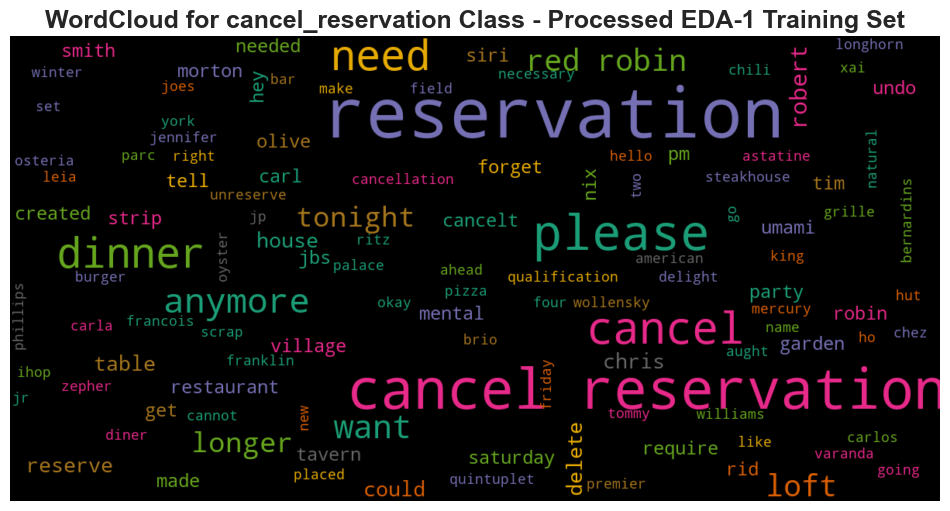 WordCloud for cancel_reservation Class - Processed EDA-1 Training Set
smith
needed
need
siri
red robin
longhorn
winter
morton
hey
bar
make
field
necessary
chili
robert
xai
undo
joes
set
reservation
york
jennifer
olive
parc
right
forget
pm
hello
astatine
natural
osteria
leia
tell
carl
cancellation
nix
two
steakhouse
tim
unreserve
created
strip
jp
tonight
cancelt
go
umami
grille
bernardins
dinner
oyster
house
ritz
please
american
king
jbs
palace
burger
ahead
qualification
delight
phillips
anymore
pizza
okay
four
wollensky
party
mercury
hut
carla
francois
scrap
mental
cancel
name
robin
ho
chez
village
brio
aught
garden
ihop
table
franklin
chris
zepher
restaurant
cancel reservation
friday
jr
get
cannot
new
want
tommy
williams
diner
longer
delete
require
like
carlos
reserve
tavern
saturday
rid
varanda
going
made
placed
could
quintuplet
premier
loft